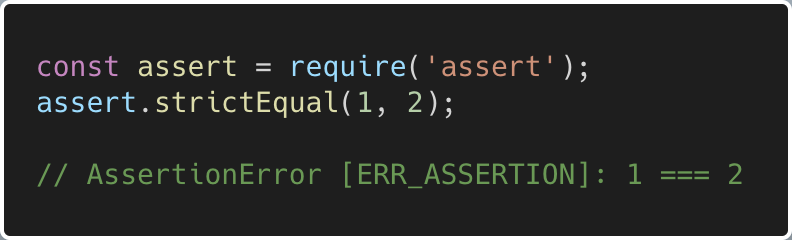 const assert = require('assert');
assert.strictEqual(1, 2);
// AssertionError [ERR_ASSERTION]: 1 === 2